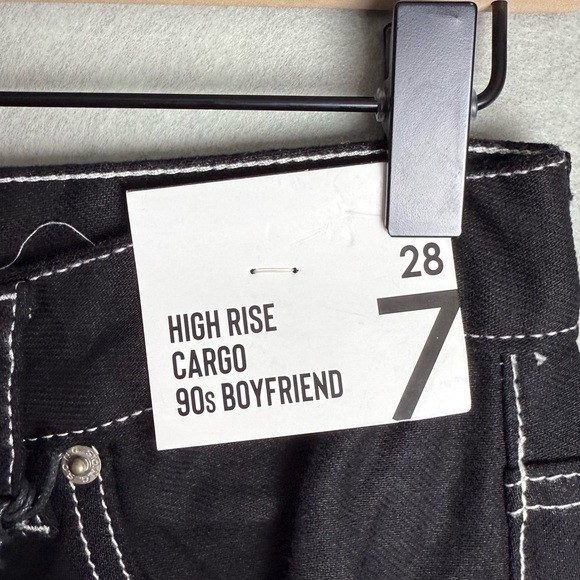 28
7
HIGH RISE
CARGO
90s BOYFRIEND